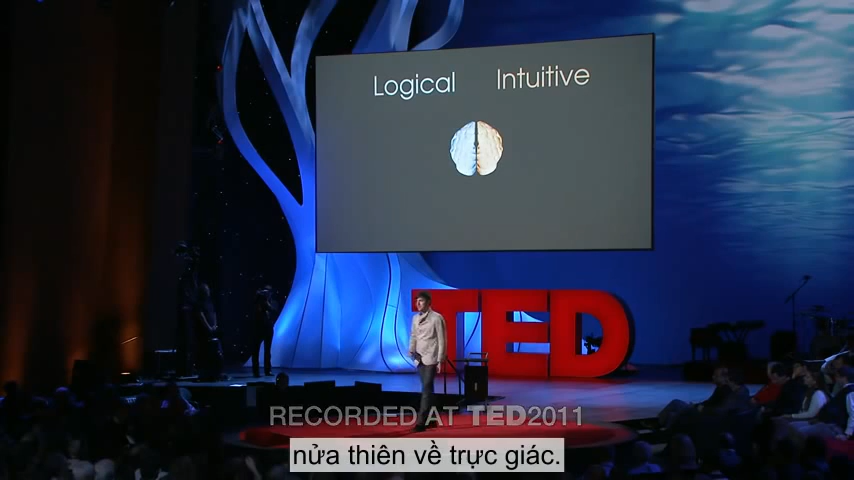 Logical Intuitive
TED
RECORDED AT TED2011
nửa thiên về trực giác.